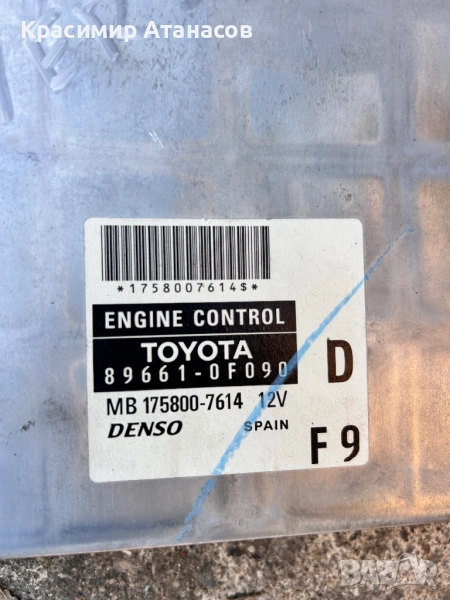 Красимир Атанасов
*1758007614$*
ENGINE CONTROL
TOYOTA
89661-0F090
D
MB 175800-7614 12V
DENSO SPAIN
F9